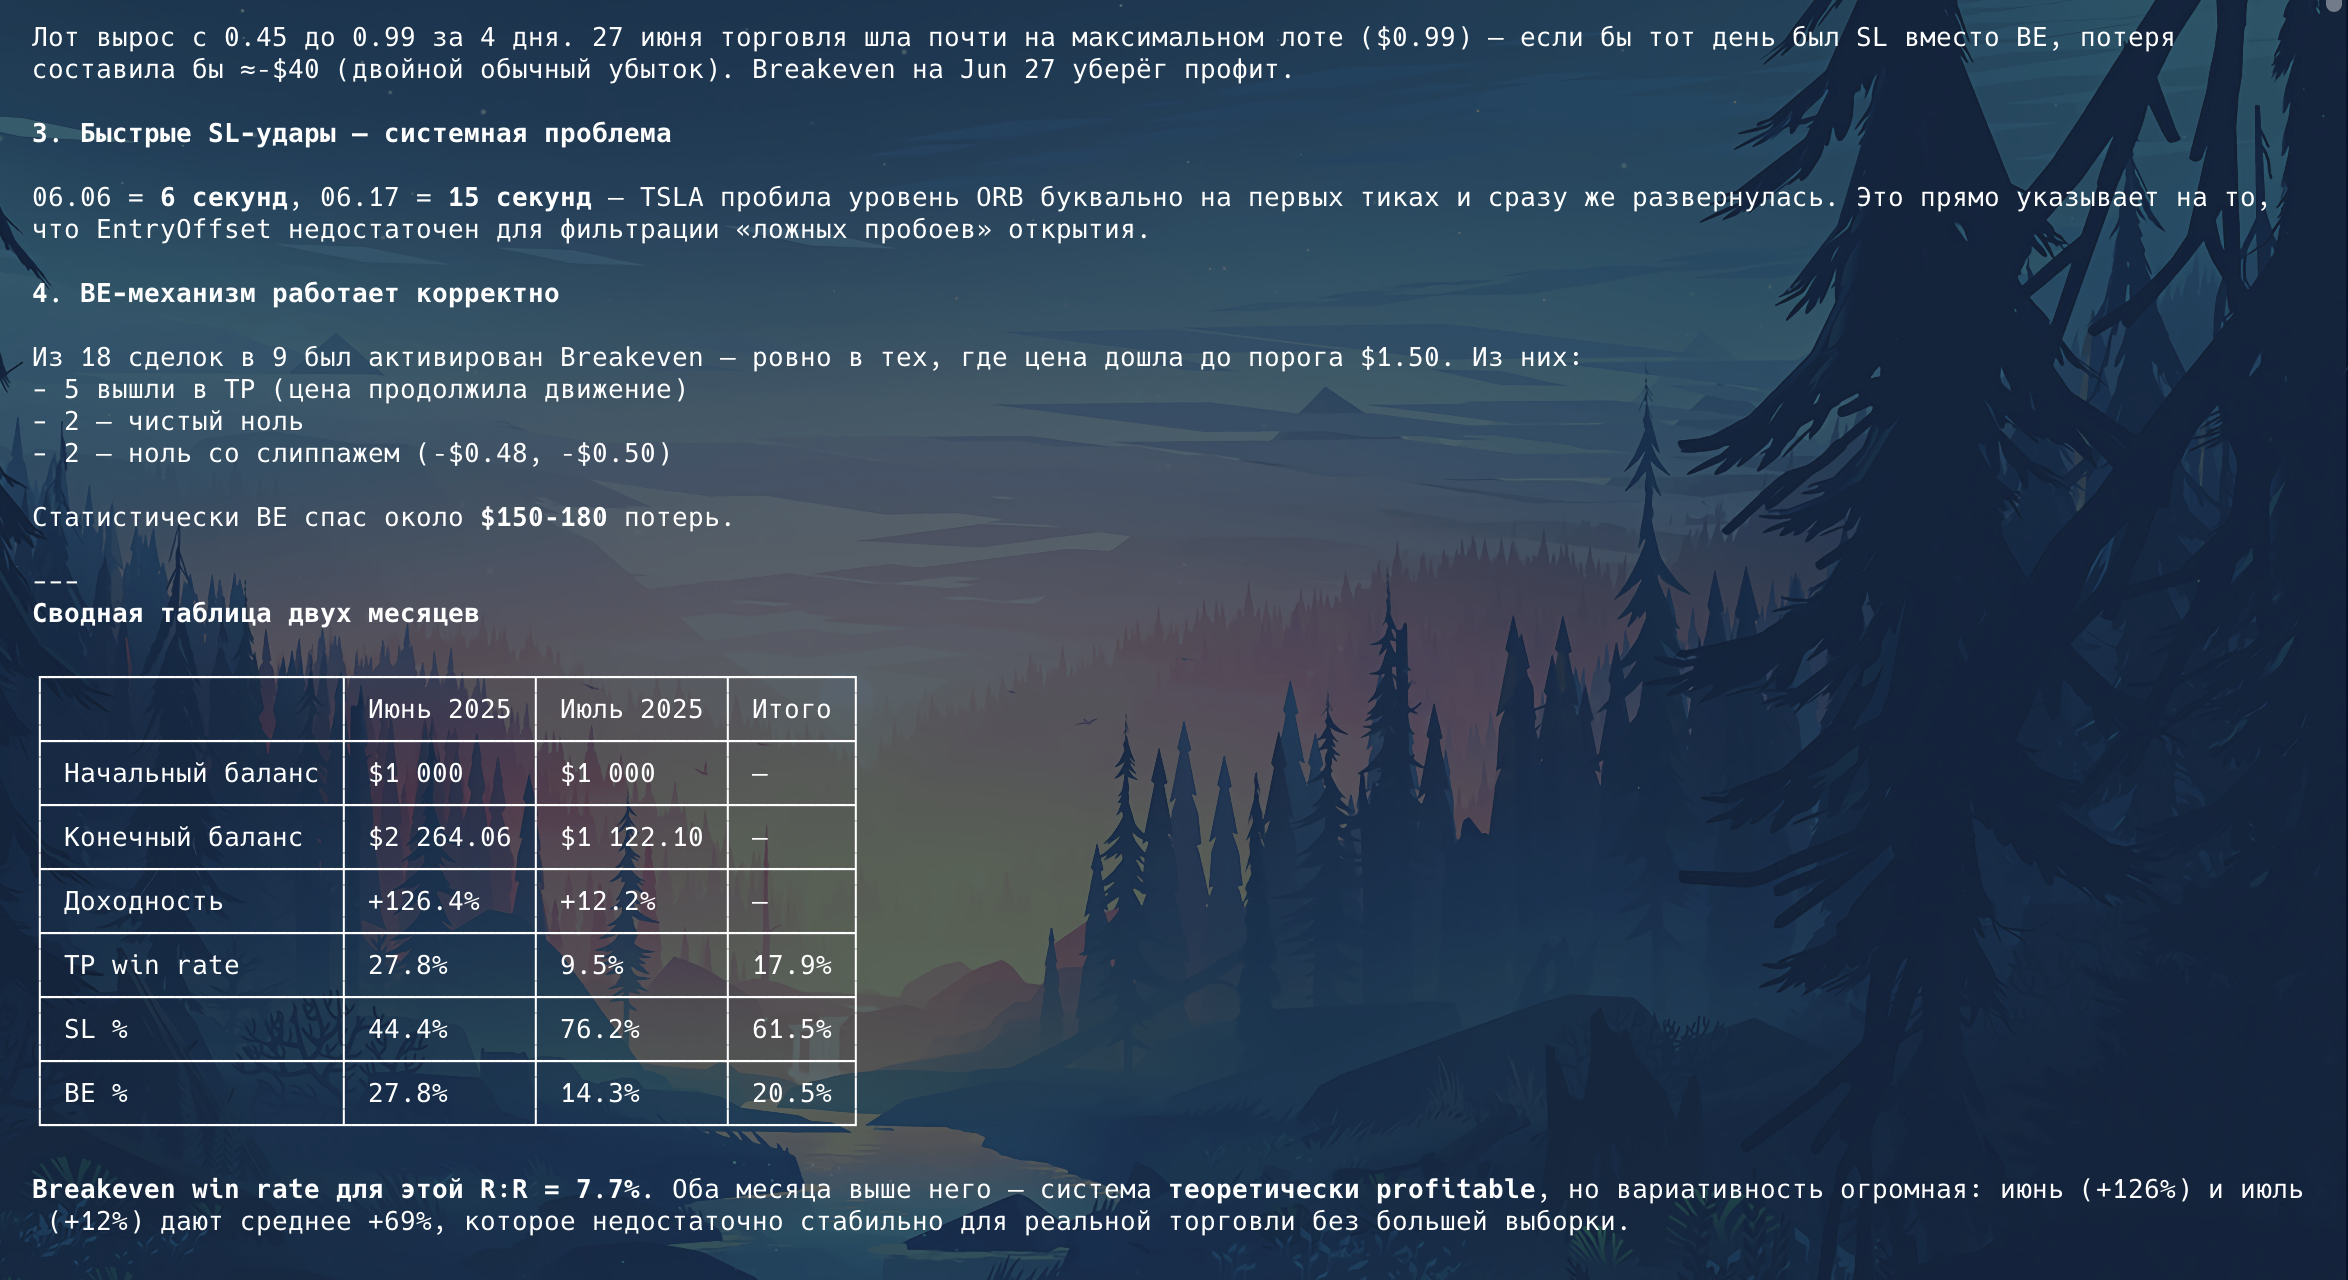 Лот вырос с 0.45 до 0.99 за 4 дня. 27 июня торговля шла почти на максимальном лоте ($0.99) — если бы тот день был SL вместо BE, потеря
составила бы ≈-$40 (двойной обычный убыток). Breakeven на Jun 27 уберёг профит.
3. Быстрые SL-удары — системная проблема
06.06 = 6 секунд, 06.17 = 15 секунд — TSLA пробила уровень ORB буквально на первых тиках и сразу же развернулась. Это прямо указывает на то,
что EntryOffset недостаточен для фильтрации «ложных пробоев» открытия.
4. BE-механизм работает корректно
Из 18 сделок в 9 был активирован Breakeven — ровно в тех, где цена дошла до порога $1.50. Из них:
- 5 вышли в TP (цена продолжила движение)
- 2 — чистый ноль
- 2 — ноль со слиппажем (-$0.48, -$0.50)
Статистически BE спас около $150-180 потерь.
---
Сводная таблица двух месяцев
Июнь 2025 Июль 2025 Итого
Начальный баланс $1 000 $1 000 —
Конечный баланс $2 264.06 $1 122.10 —
Доходность +126.4% +12.2% —
TP win rate 27.8% 9.5% 17.9%
SL % 44.4% 76.2% 61.5%
BE % 27.8% 14.3% 20.5%
Breakeven win rate для этой R:R = 7.7%. Оба месяца выше него — система теоретически profitable, но вариативность огромная: июнь (+126%) и июль
(+12%) дают среднее +69%, которое недостаточно стабильно для реальной торговли без большей выборки.